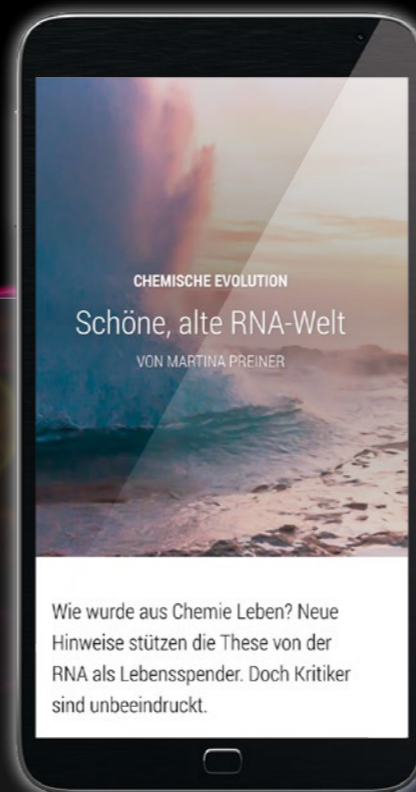 CHEMISCHE EVOLUTION
Schöne, alte RNA-Welt
VON MARTINA PREINER
Wie wurde aus Chemie Leben? Neue
Hinweise stützen die These von der
RNA als Lebensspender. Doch Kritiker
sind unbeeindruckt.